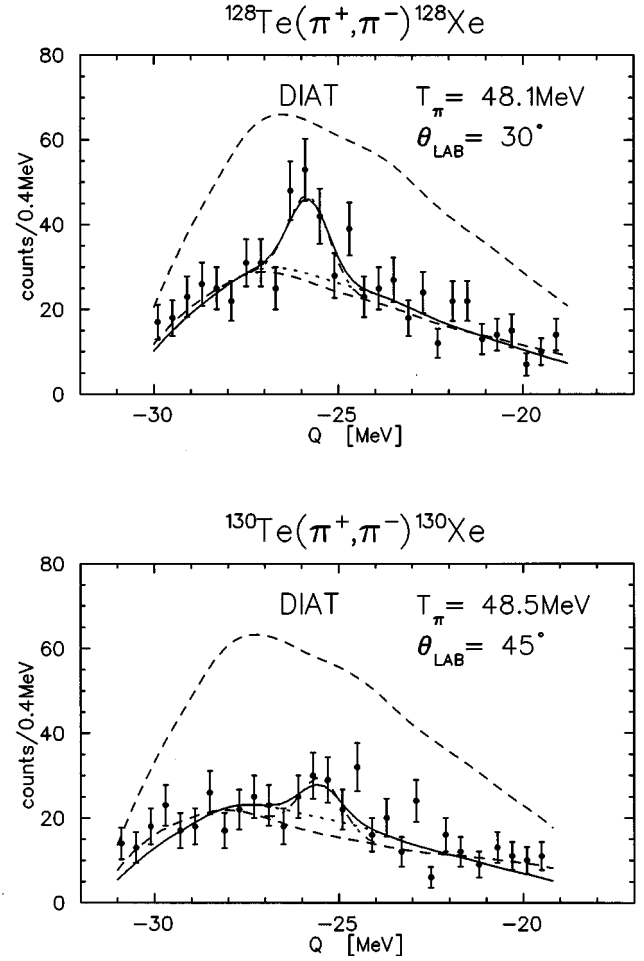 ¹²⁸Te(π⁺,π⁻)¹²⁸Xe
80
DIAT
T_π= 48.1MeV
θ_LAB= 30°
60
40
20
0
counts/0.4MeV
−30 −25 −20
Q [MeV]
¹³⁰Te(π⁺,π⁻)¹³⁰Xe
80
DIAT
T_π= 48.5MeV
θ_LAB= 45°
60
40
20
0
counts/0.4MeV
−30 −25 −20
Q [MeV]